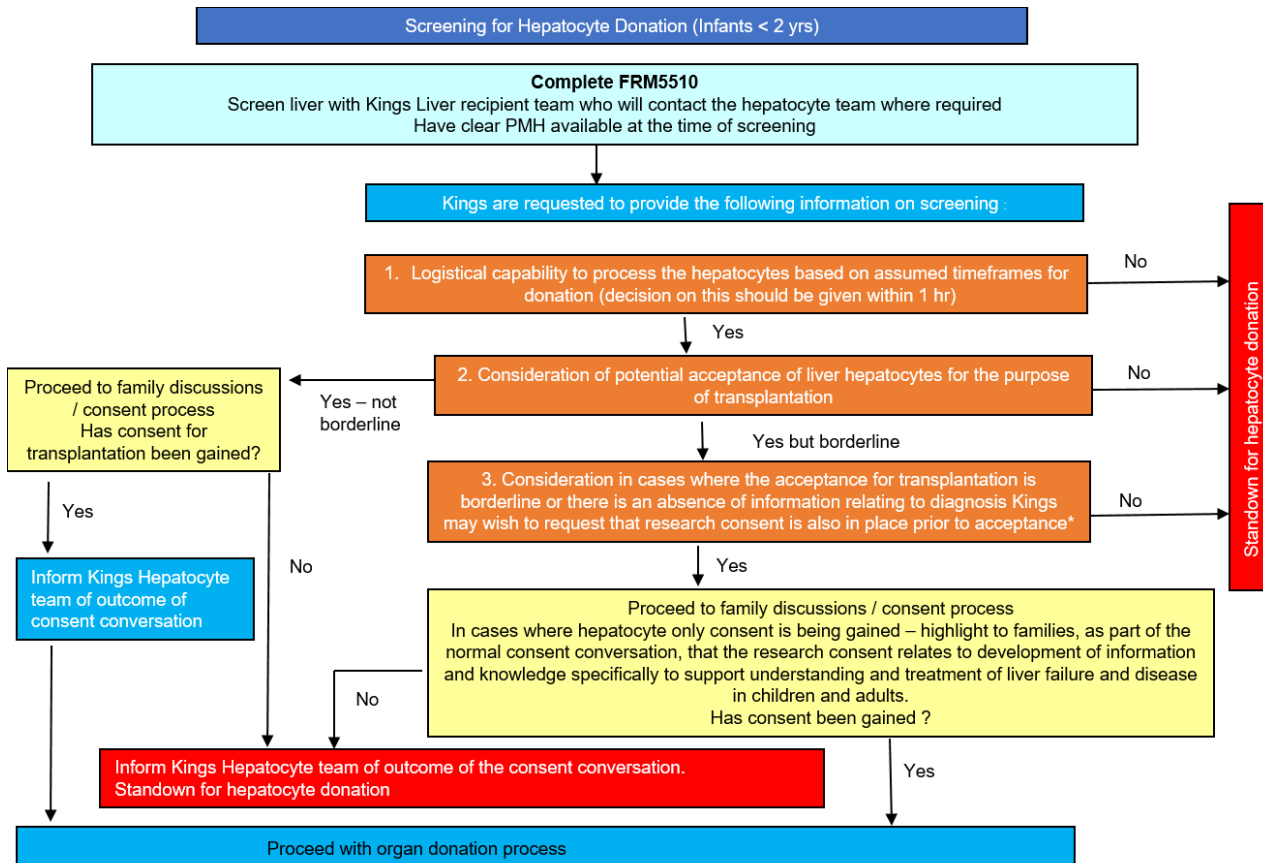 Screening for Hepatocyte Donation (Infants < 2 yrs)
Complete FRM5510
Screen liver with Kings Liver recipient team who will contact the hepatocyte team where required
Have clear PMH available at the time of screening
Kings are requested to provide the following information on screening :
1. Logistical capability to process the hepatocytes based on assumed timeframes for
donation (decision on this should be given within 1 hr)
No
Yes
Standown for hepatocyte donation
2. Consideration of potential acceptance of liver hepatocytes for the purpose
of transplantation
No
Yes – not
borderline
Yes but borderline
Proceed to family discussions
/ consent process
Has consent for
transplantation been gained?
3. Consideration in cases where the acceptance for transplantation is
borderline or there is an absence of information relating to diagnosis Kings
may wish to request that research consent is also in place prior to acceptance*
No
Yes
Yes
No
Inform Kings Hepatocyte
team of outcome of
consent conversation
Proceed to family discussions / consent process
In cases where hepatocyte only consent is being gained – highlight to families, as part of the
normal consent conversation, that the research consent relates to development of information
and knowledge specifically to support understanding and treatment of liver failure and disease
in children and adults.
Has consent been gained ?
No
Yes
Inform Kings Hepatocyte team of outcome of the consent conversation.
Standown for hepatocyte donation
Proceed with organ donation process